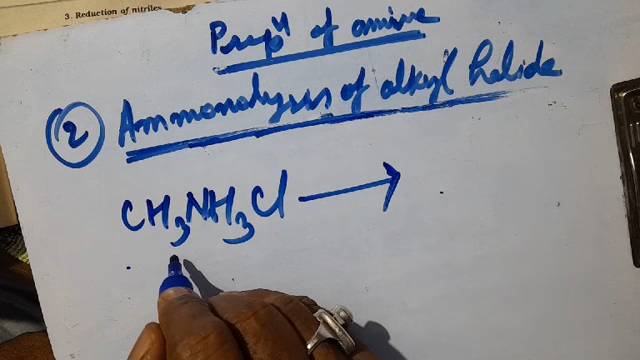 3. Reduction of nitriles
Prepn of amine
2 Ammonolysis of alkyl halide
CH3NH3Cl ⟶